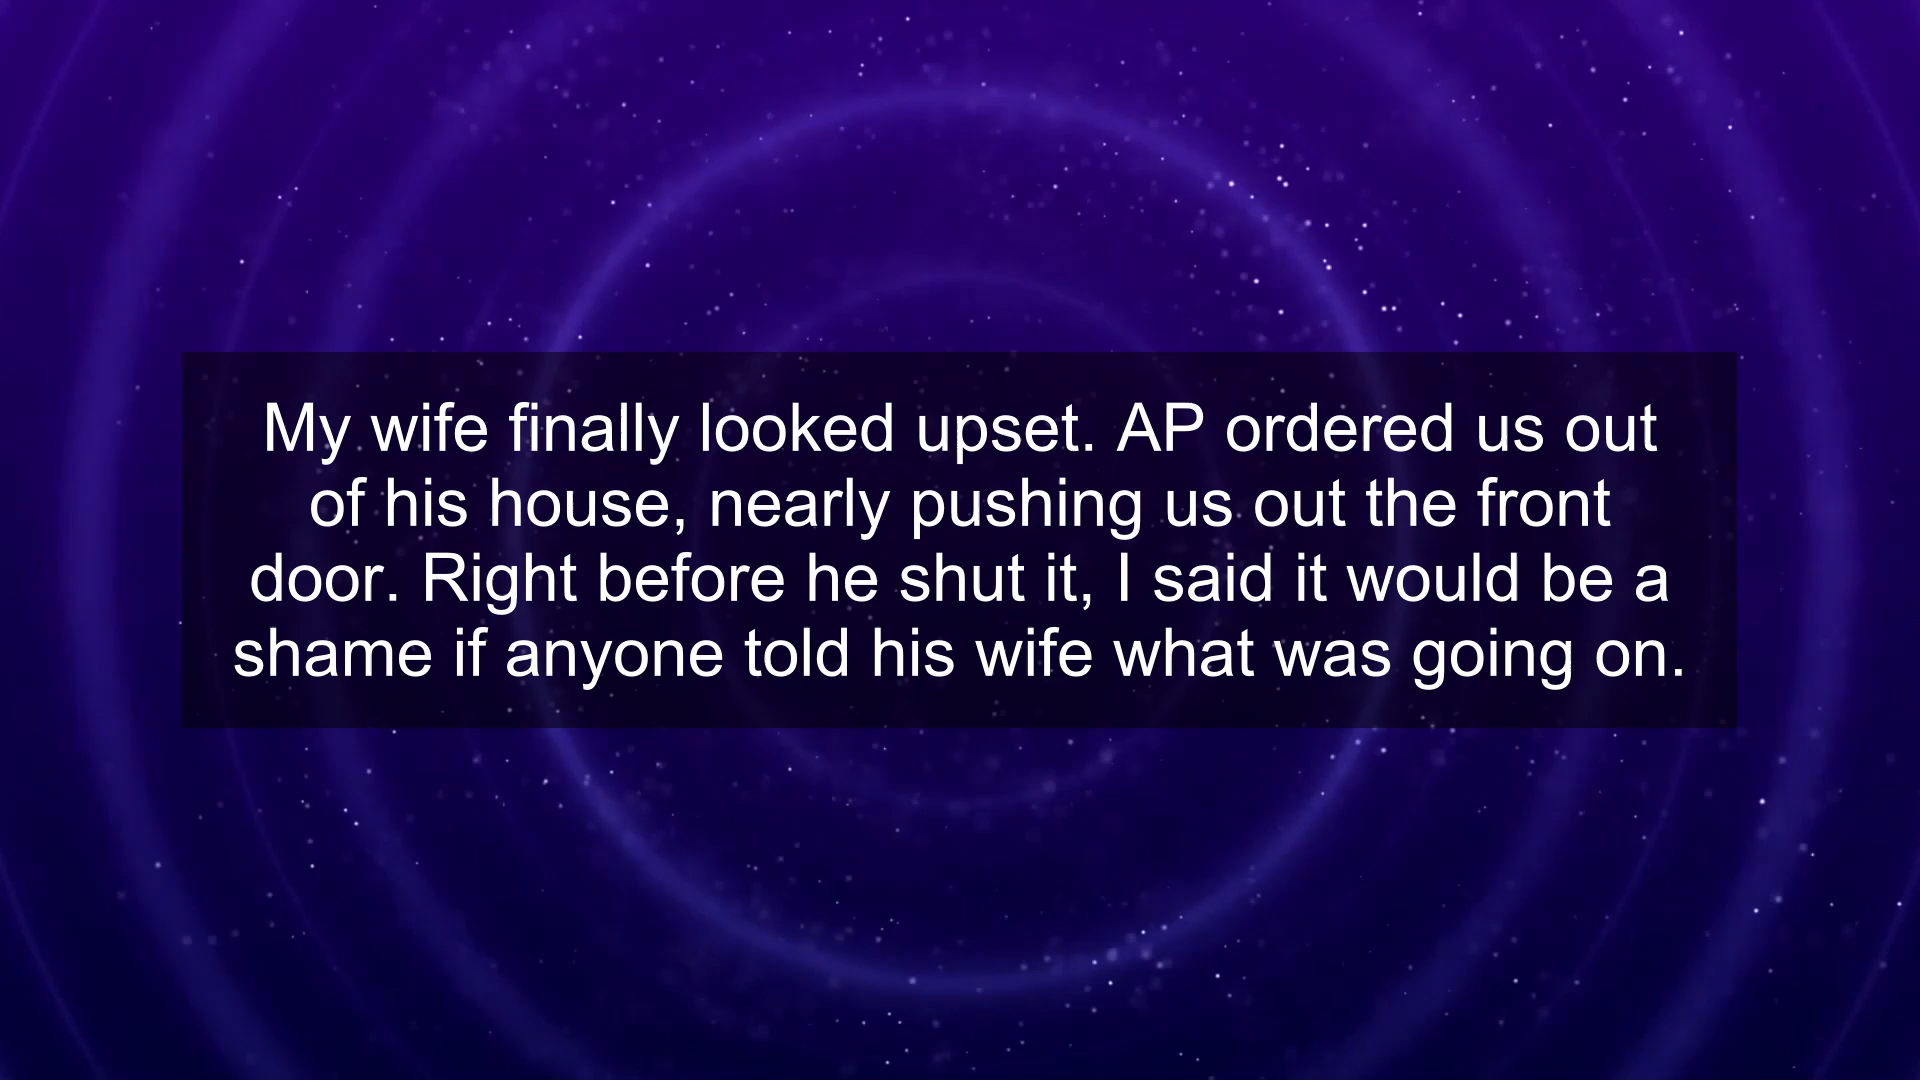 My wife finally looked upset. AP ordered us out
of his house, nearly pushing us out the front
door. Right before he shut it, I said it would be a
shame if anyone told his wife what was going on.